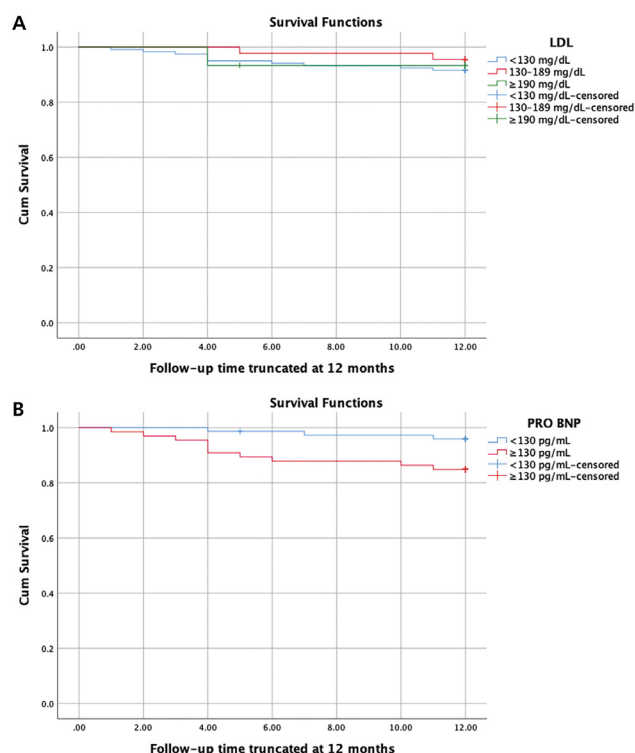 A
Survival Functions
LDL
<130 mg/dL
130–189 mg/dL
≥190 mg/dL
<130 mg/dL-censored
130–189 mg/dL-censored
≥190 mg/dL-censored
Cum Survival
1.0
0.8
0.6
0.4
0.2
0.0
.00 2.00 4.00 6.00 8.00 10.00 12.00
Follow-up time truncated at 12 months
B
Survival Functions
PRO BNP
<130 pg/mL
≥130 pg/mL
<130 pg/mL-censored
≥130 pg/mL-censored
Cum Survival
1.0
0.8
0.6
0.4
0.2
0.0
.00 2.00 4.00 6.00 8.00 10.00 12.00
Follow-up time truncated at 12 months